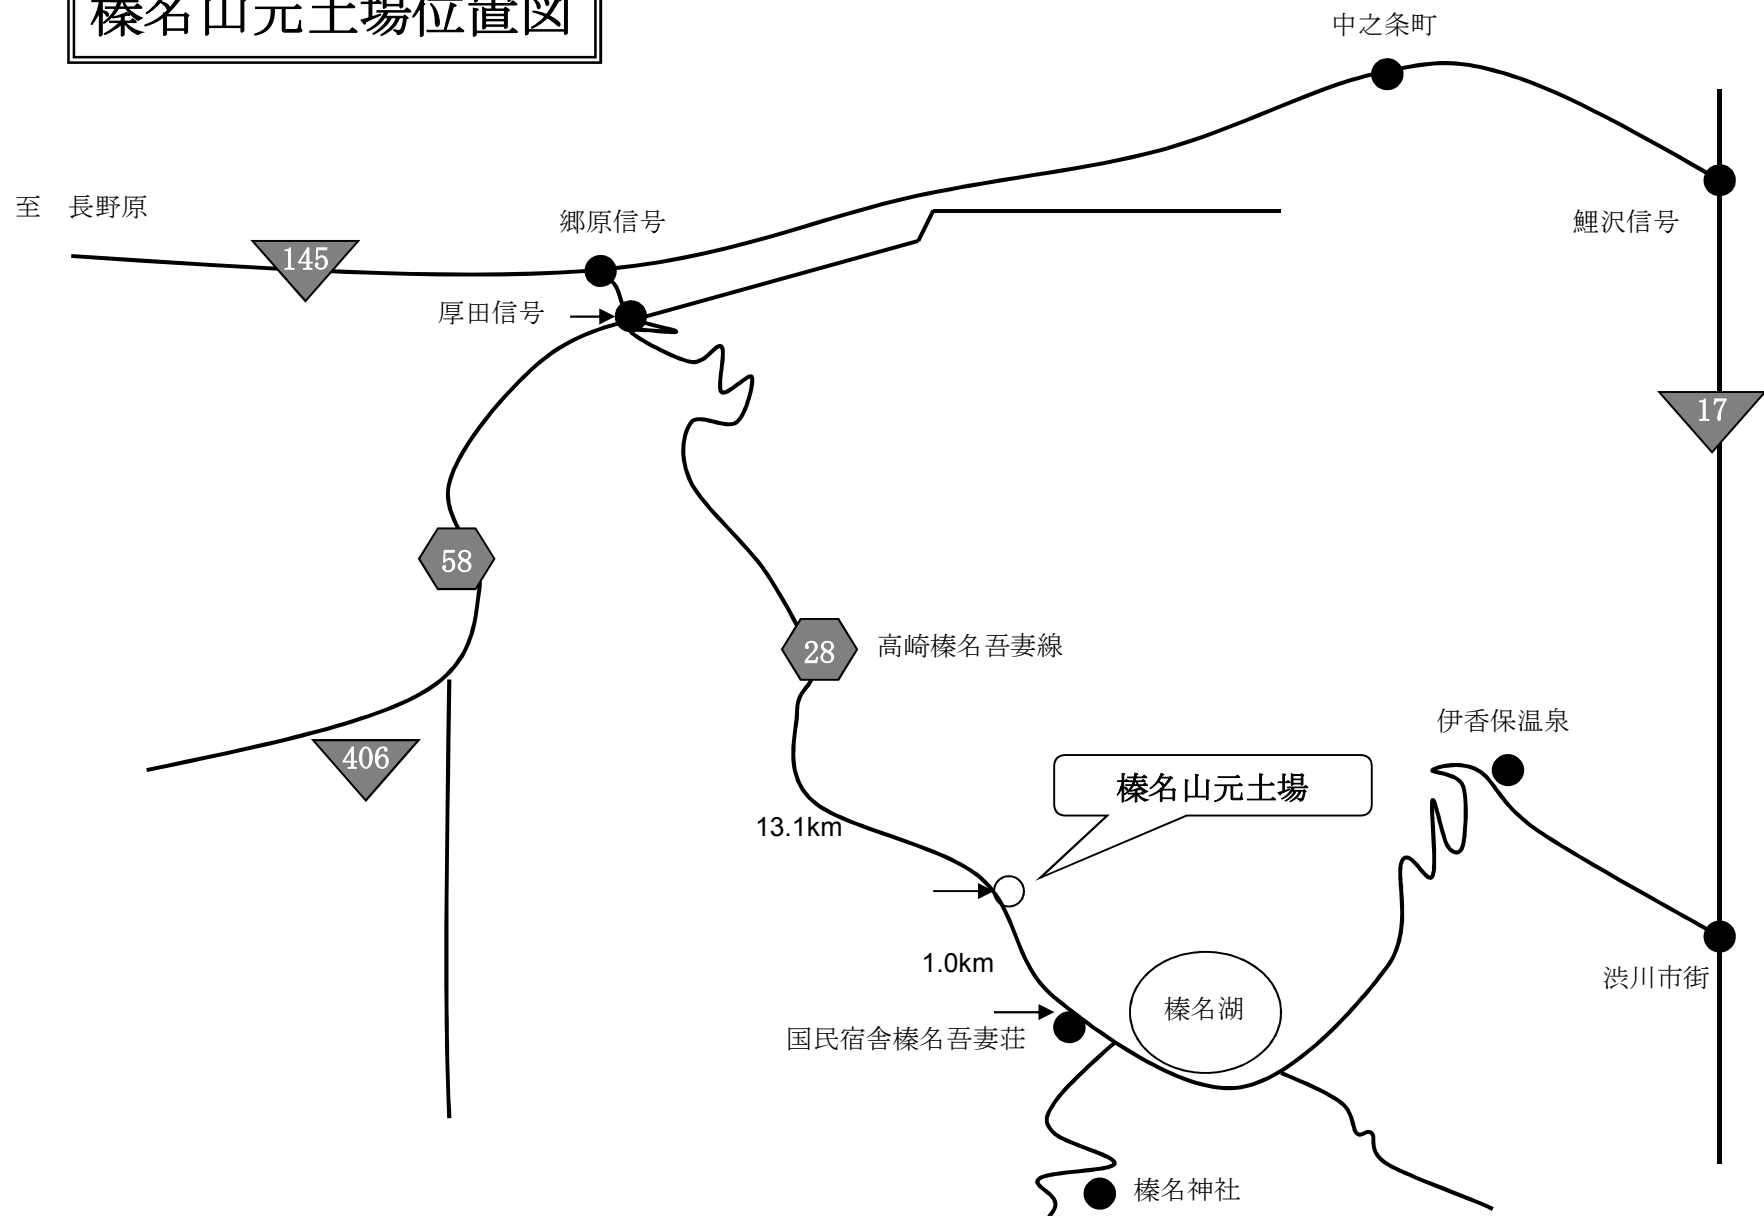 榛名山元土場位置図
中之条町
至　長野原
郷原信号
鯉沢信号
145
厚田信号
17
58
28
高崎榛名吾妻線
伊香保温泉
406
榛名山元土場
13.1km
1.0km
渋川市街
榛名湖
国民宿舎榛名吾妻荘
榛名神社